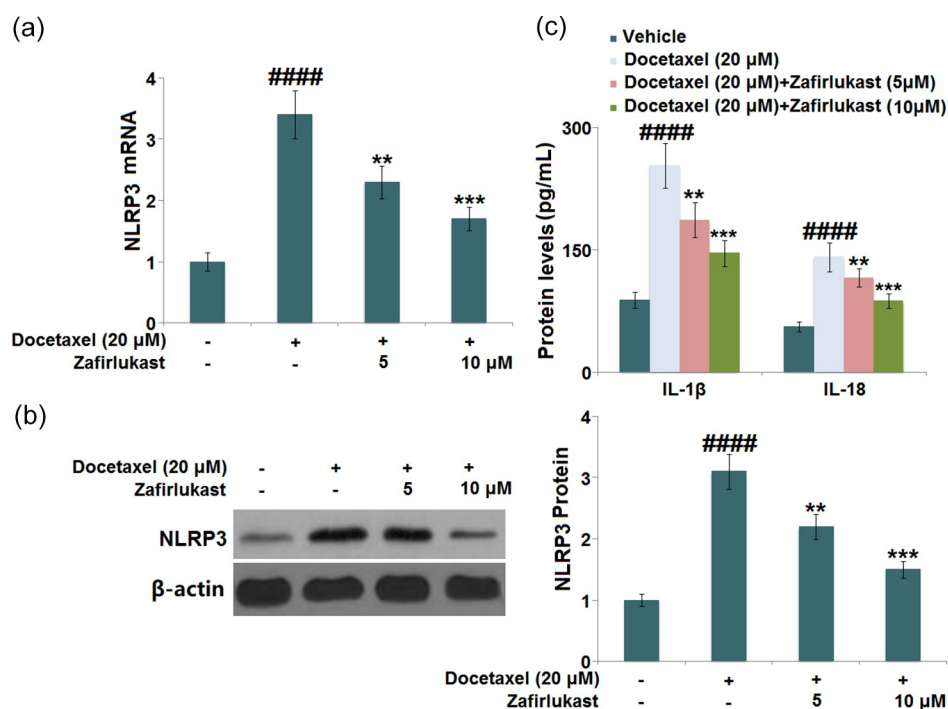 (a)
NLRP3 mRNA
4
3
2
1
0
####
**
***
Docetaxel (20 µM) - + + +
Zafirlukast - - 5 10 µM
(c)
Vehicle
Docetaxel (20 µM)
Docetaxel (20 µM)+Zafirlukast (5µM)
Docetaxel (20 µM)+Zafirlukast (10µM)
Protein levels (pg/mL)
300
150
0
####
**
***
####
**
***
IL-1β IL-18
(b)
Docetaxel (20 µM) - + + +
Zafirlukast - - 5 10 µM
NLRP3
β-actin
NLRP3 Protein
4
3
2
1
0
####
**
***
Docetaxel (20 µM) - + + +
Zafirlukast - - 5 10 µM